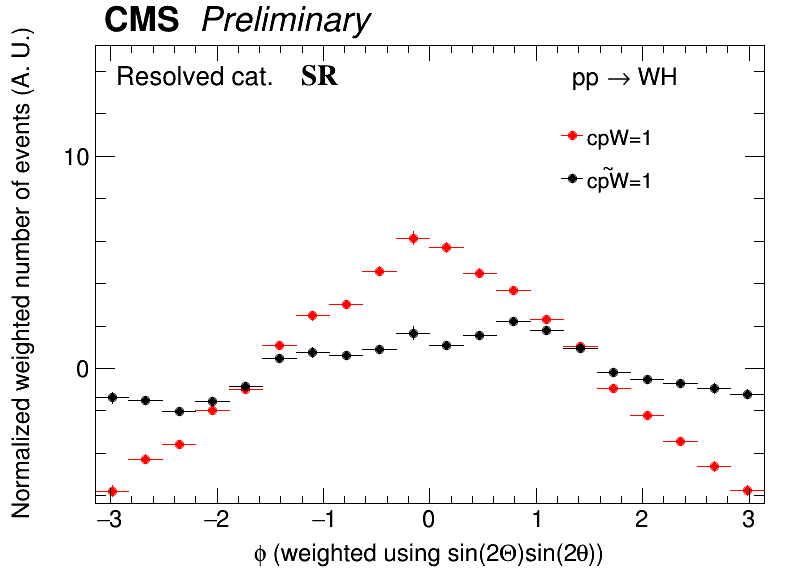 CMS Preliminary
Normalized weighted number of events (A. U.)
Resolved cat. SR
pp → WH
cpW=1
cpW̃=1
10
0
−3 −2 −1 0 1 2 3
ϕ (weighted using sin(2Θ)sin(2θ))